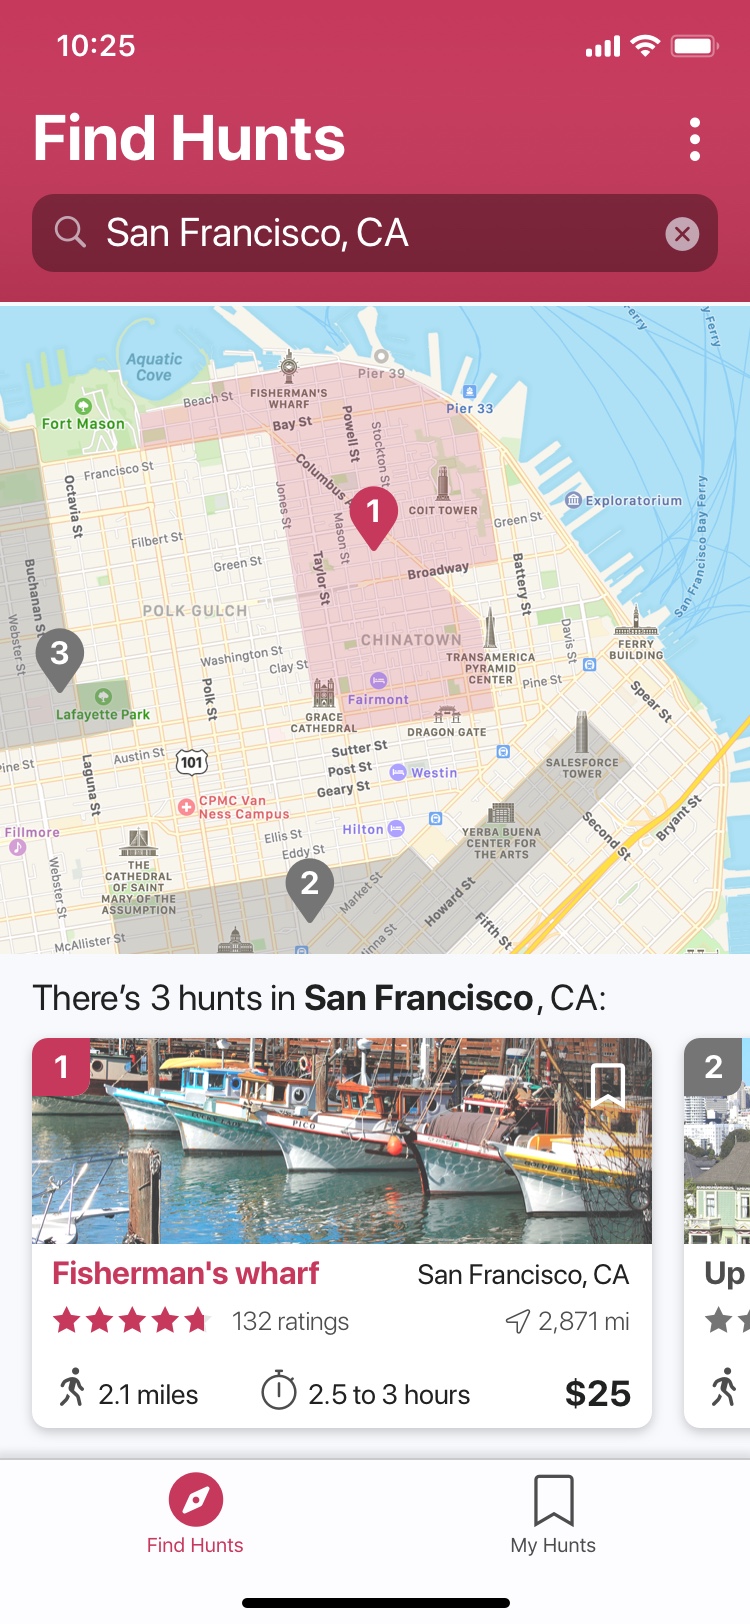 10:25
Find Hunts
San Francisco, CA
Aquatic
Cove
Pier 39
FISHERMAN'S
WHARF
Beach St
Pier 33
Fort Mason
Bay St
Powell St
Stockton St
Columbus
Francisco St
Octavia St
Jones St
1
COIT TOWER
Exploratorium
San Francisco Bay Ferry
Ferry
y Ferry
Green St
Mason St
Filbert St
Buchanan S
Green St
Taylor St
Broadway
Battery St
POLK GULCH
Webster St
3
CHINATOWN
Davis St
FERRY
BUILDING
Washington St
Clay St
TRANSAMERICA
PYRAMID
CENTER
Pine St
Polk St
Fairmont
Spear St
Lafayette Park
GRACE
CATHEDRAL
DRAGON GATE
Sutter St
Austin St
101
Post St
Westin
SALESFORCE
TOWER
ine St
Laguna St
Geary St
CPMC Van
Ness Campus
Bryant St
Fillmore
Ellis St
Hilton
YERBA BUENA
CENTER FOR
THE ARTS
Second St
Eddy St
THE
CATHEDRAL
OF SAINT
MARY OF THE
ASSUMPTION
Webster St
2
Market St
Howard St
Fifth St
McAllister St
inna St
There's 3 hunts in San Francisco, CA:
1
2
PICO
GOLDEN GATE
Fisherman's wharf
San Francisco, CA
Up
132 ratings
2,871 mi
2.1 miles
2.5 to 3 hours
$25
Find Hunts
My Hunts